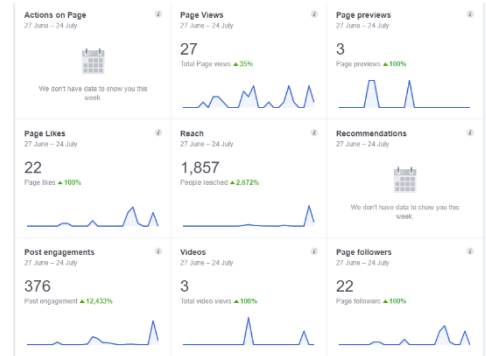 Actions on Page
27 June – 24 July
We don't have data to show you this
week.
Page Views
27 June – 24 July
27
Total Page views ▲35%
Page previews
27 June – 24 July
3
Page previews ▲100%
Page Likes
27 June – 24 July
22
Page likes ▲100%
Reach
27 June – 24 July
1,857
People reached ▲2,672%
Recommendations
27 June – 24 July
We don't have data to show you this
week.
Post engagements
27 June – 24 July
376
Post engagement ▲12,433%
Videos
27 June – 24 July
3
Total video views ▲100%
Page followers
27 June – 24 July
22
Page followers ▲100%